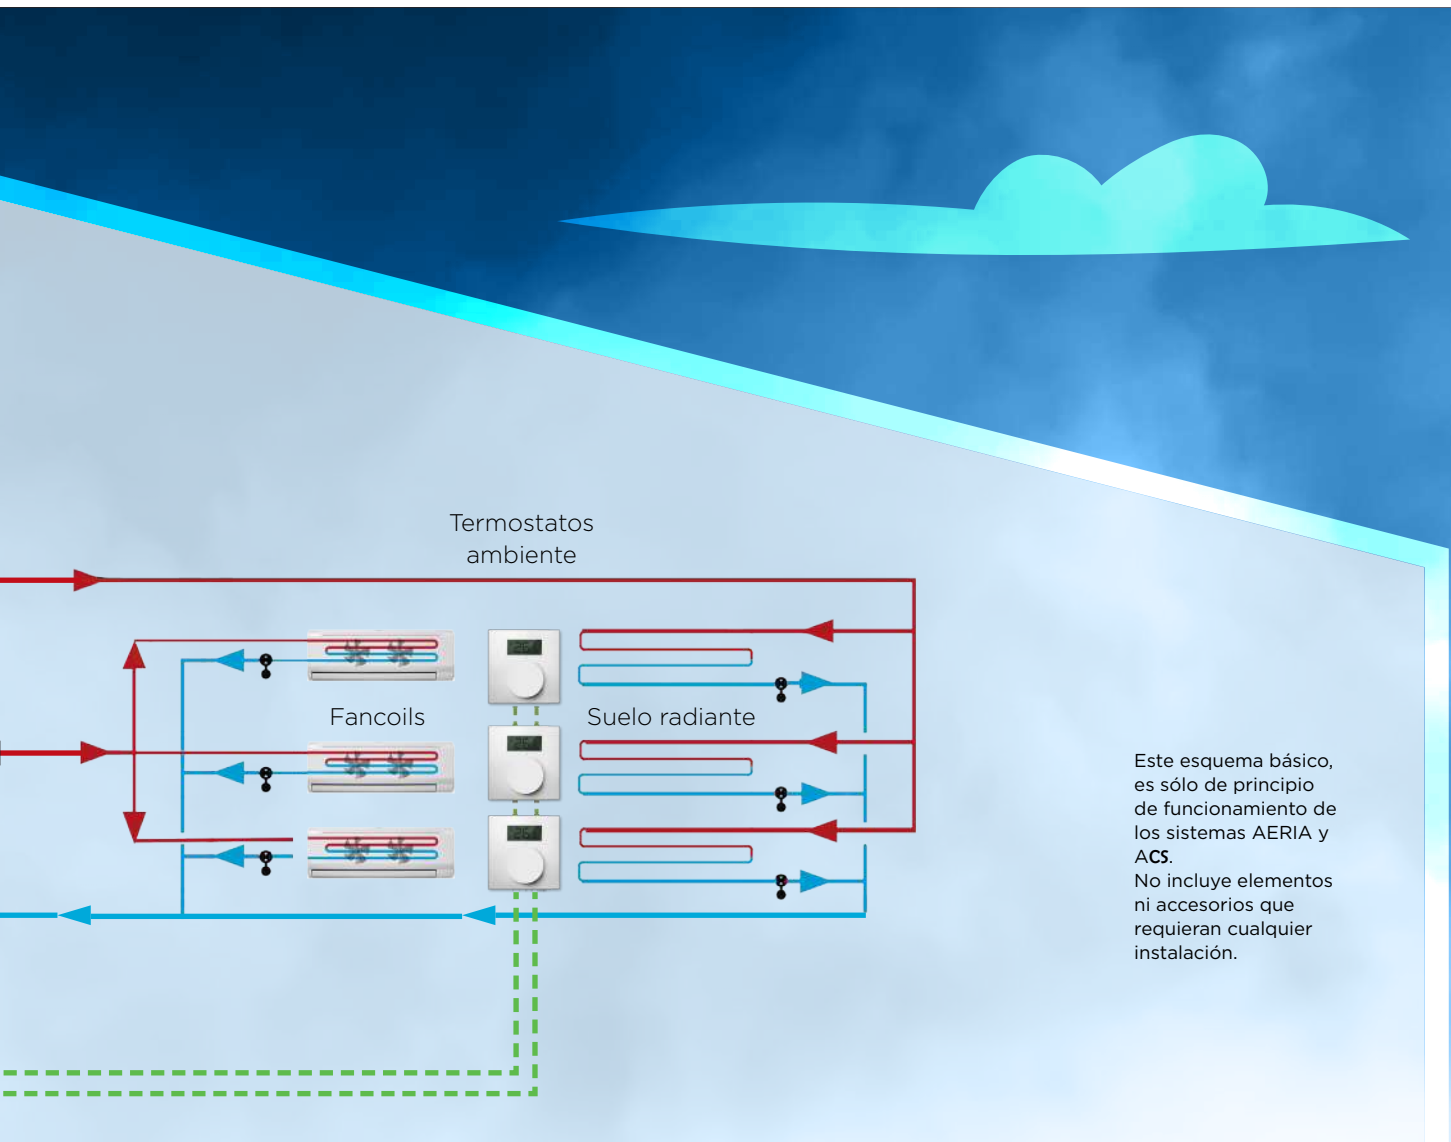 Termostatos
ambiente
Fancoils
Suelo radiante
Este esquema básico,
es sólo de principio
de funcionamiento de
los sistemas AERIA y
ACS.
No incluye elementos
ni accesorios que
requieran cualquier
instalación.